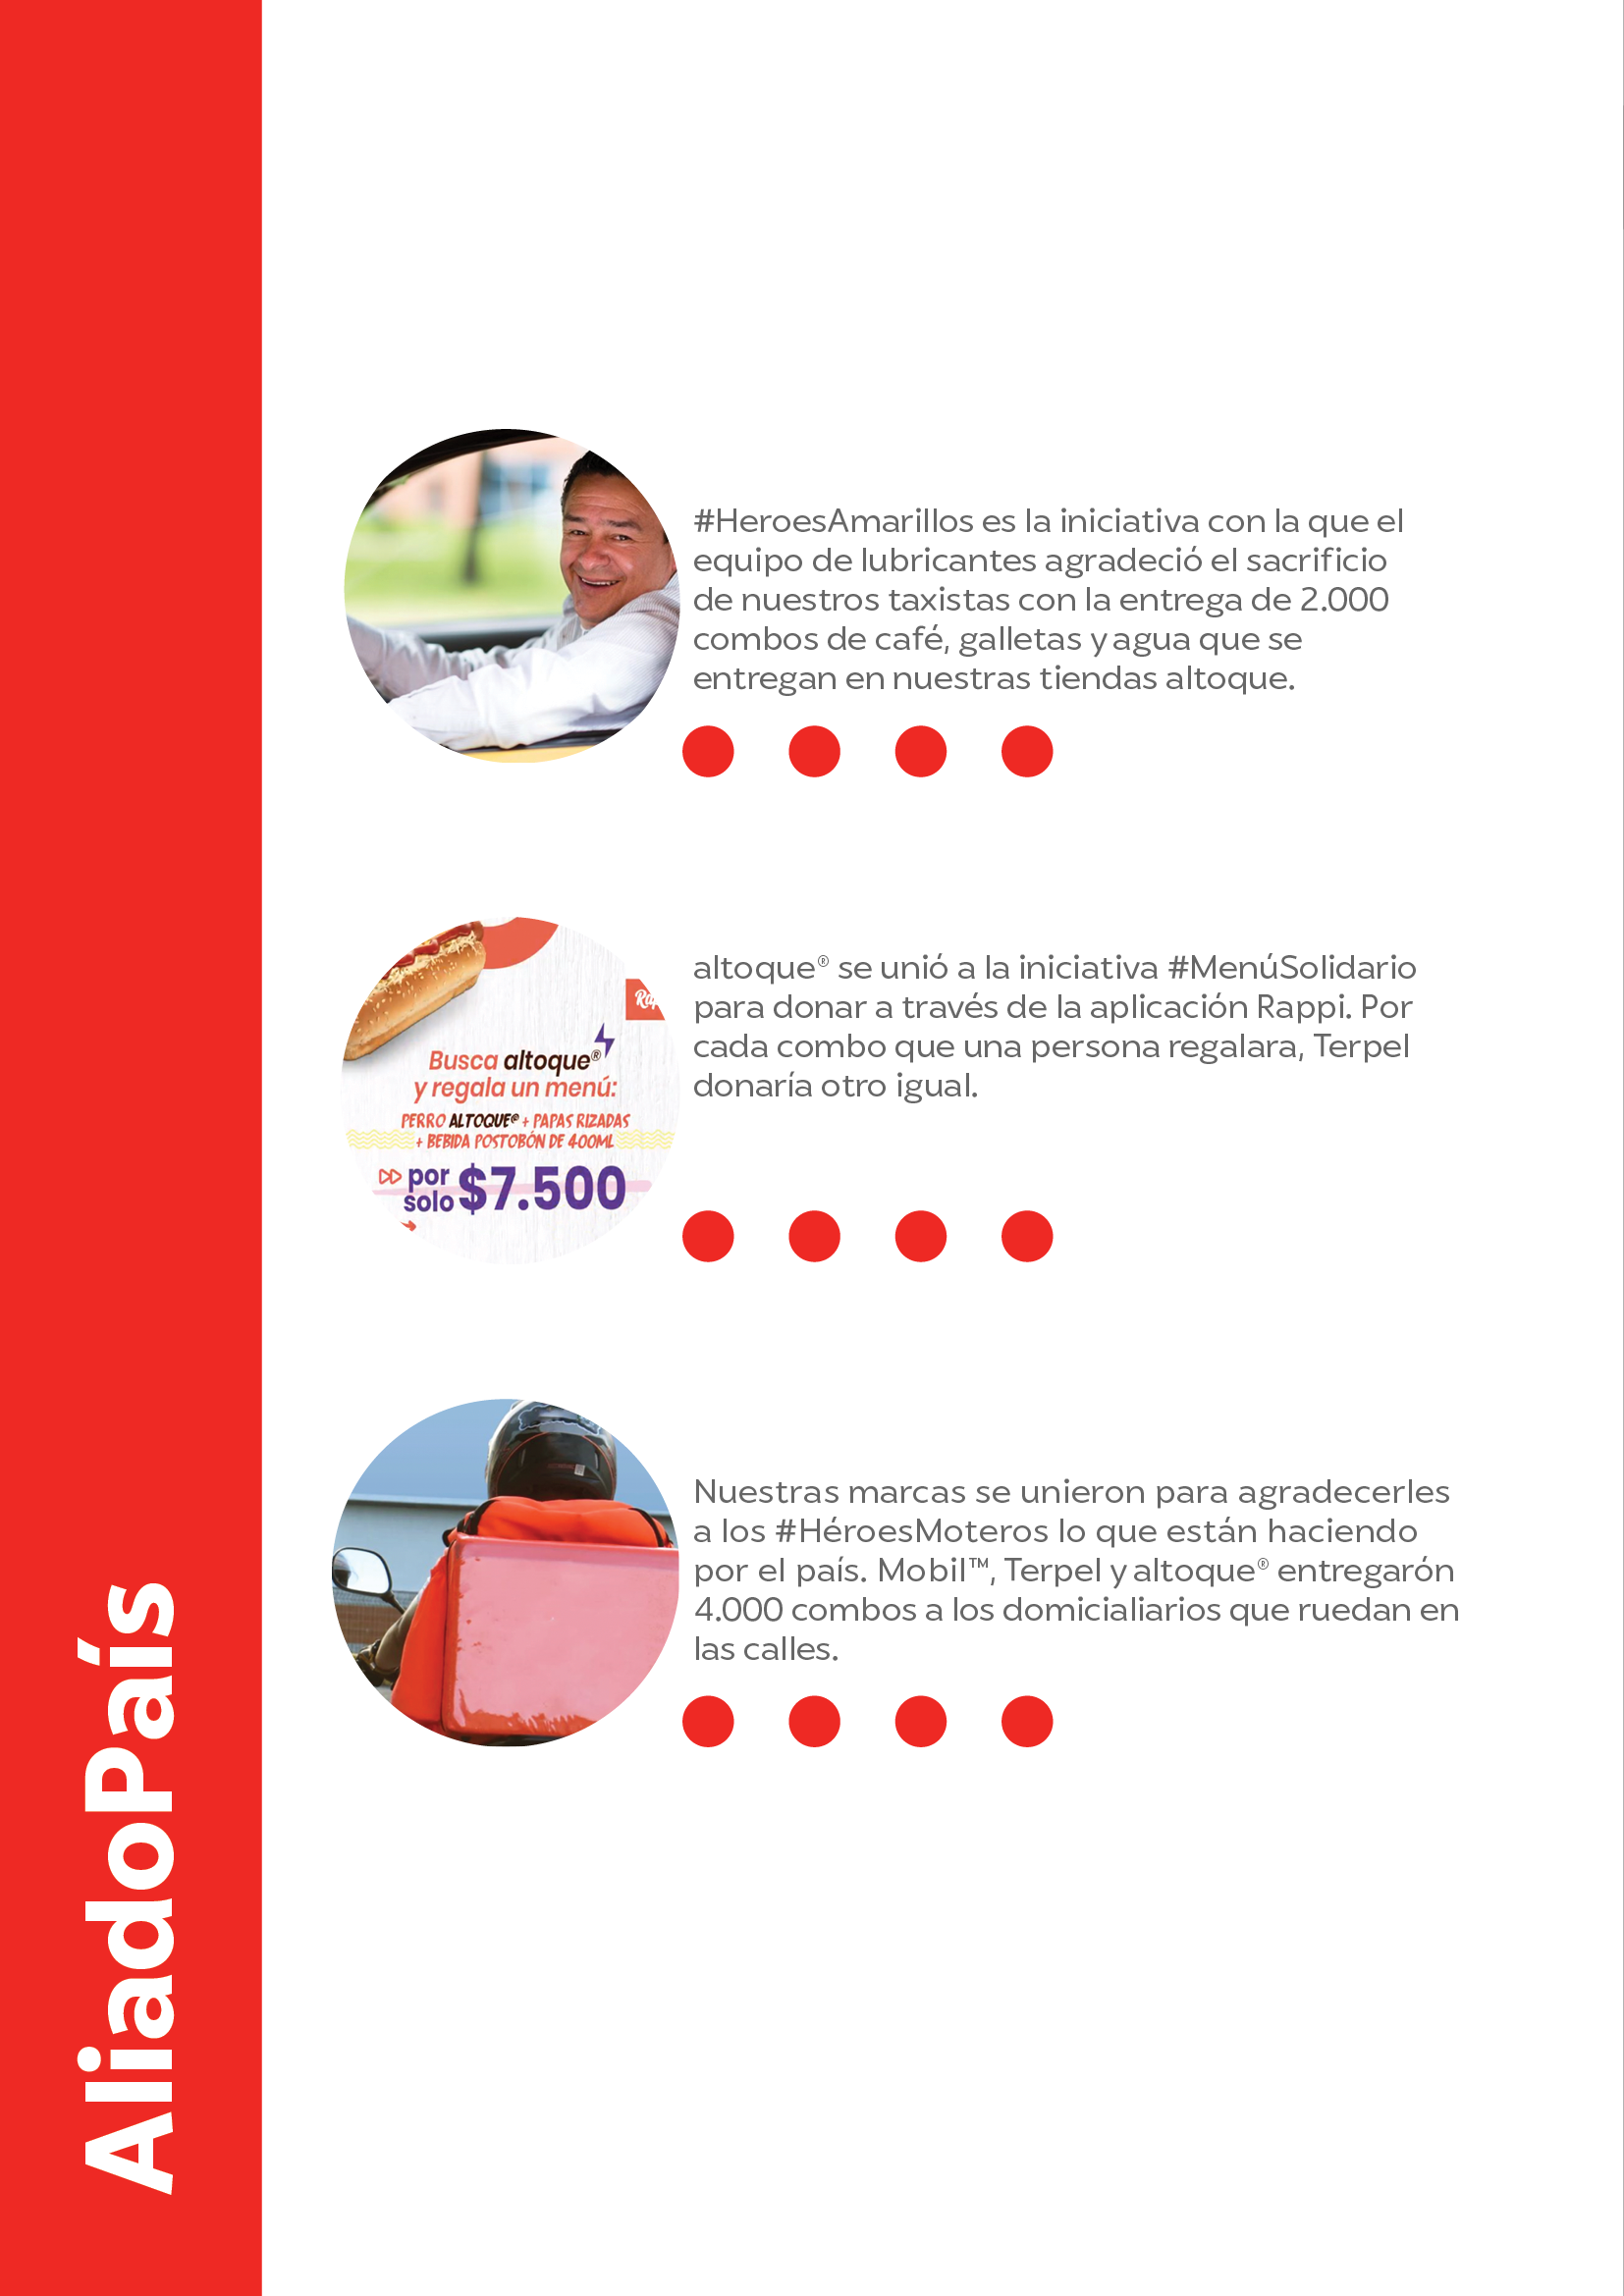 #HeroesAmarillos es la iniciativa con la que el
equipo de lubricantes agradeció el sacrificio
de nuestros taxistas con la entrega de 2.000
combos de café, galletas y agua que se
entregan en nuestras tiendas altoque.
Busca altoque®
y regala un menú:
PERRO ALTOQUE® + PAPAS RIZADAS
+ BEBIDA POSTOBÓN DE 400ML
por
solo $7.500
altoque® se unió a la iniciativa #MenúSolidario
para donar a través de la aplicación Rappi. Por
cada combo que una persona regalara, Terpel
donaría otro igual.
Nuestras marcas se unieron para agradecerles
a los #HéroesMoteros lo que están haciendo
por el país. Mobil™, Terpel y altoque® entregarón
4.000 combos a los domicialiarios que ruedan en
las calles.
AliadoPaís